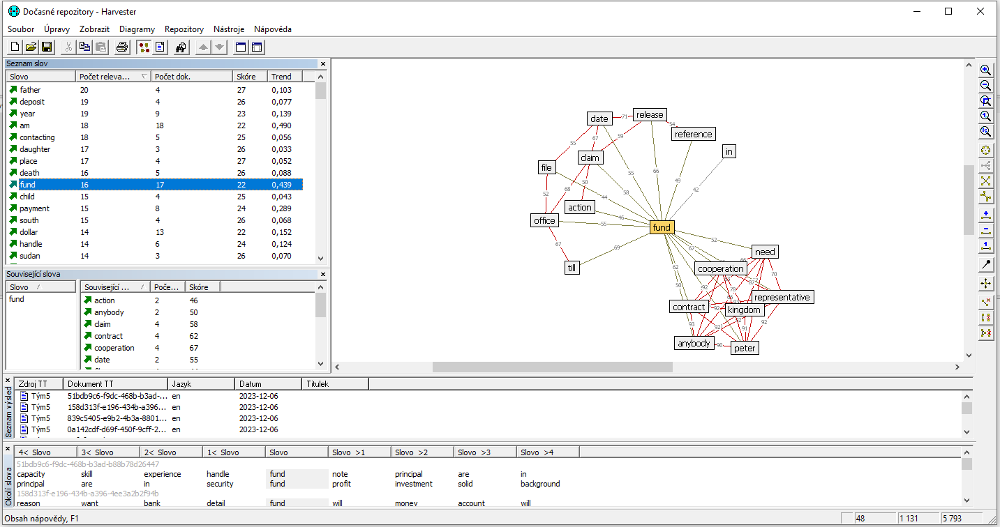 Dočasné repozitory - Harvester
Soubor Úpravy Zobrazit Diagramy Repozitory Nástroje Nápověda
Seznam slov
Slovo Počet releva... Počet dok. Skóre Trend
father 20 4 27 0,103
deposit 19 4 26 0,077
year 19 9 23 0,139
am 18 18 22 0,490
contacting 18 5 25 0,056
daughter 17 3 26 0,033
place 17 4 27 0,052
death 16 5 26 0,088
fund 16 17 22 0,439
child 15 4 25 0,043
payment 15 8 24 0,289
south 15 4 26 0,068
dollar 14 13 22 0,152
handle 14 6 24 0,124
sudan 14 3 26 0,070
Související slova
Slovo
fund
Související ... Poče... Skóre
action 2 46
anybody 2 50
claim 4 58
contract 4 62
cooperation 4 67
date 2 55
date 71 release
54
reference
67 59
55
in
claim
file
55 66
50
68 58 49 42
52
44
action
46
office 55
fund
67 69
52
till
67
need
62 66
cooperation
70
92 87
50 78
representative
contract
92 kingdom
93 92 91 92
anybody 90 peter
Seznam výsled
Zdroj TT Dokument TT Jazyk Datum Titulek
Tým5 51bdb9c6-f9dc-468b-b3ad-... en 2023-12-06
Tým5 158d313f-e196-434b-a396... en 2023-12-06
Tým5 839c5405-e9b2-4b3a-8801... en 2023-12-06
Tým5 0a142cdf-d69f-450f-9cff-2... en 2023-12-06
Okolí slova
4< Slovo 3< Slovo 2< Slovo 1< Slovo Slovo Slovo >1 Slovo >2 Slovo >3 Slovo >4
51bdb9c6-f9dc-468b-b3ad-b88b78d26447
capacity skill experience handle fund note principal are in
principal are in security fund profit investment solid background
158d313f-e196-434b-a396-4ee3a2b2f94b
reason want bank detail fund will money account will
Obsah nápovědy, F1
48 1 131 5 793